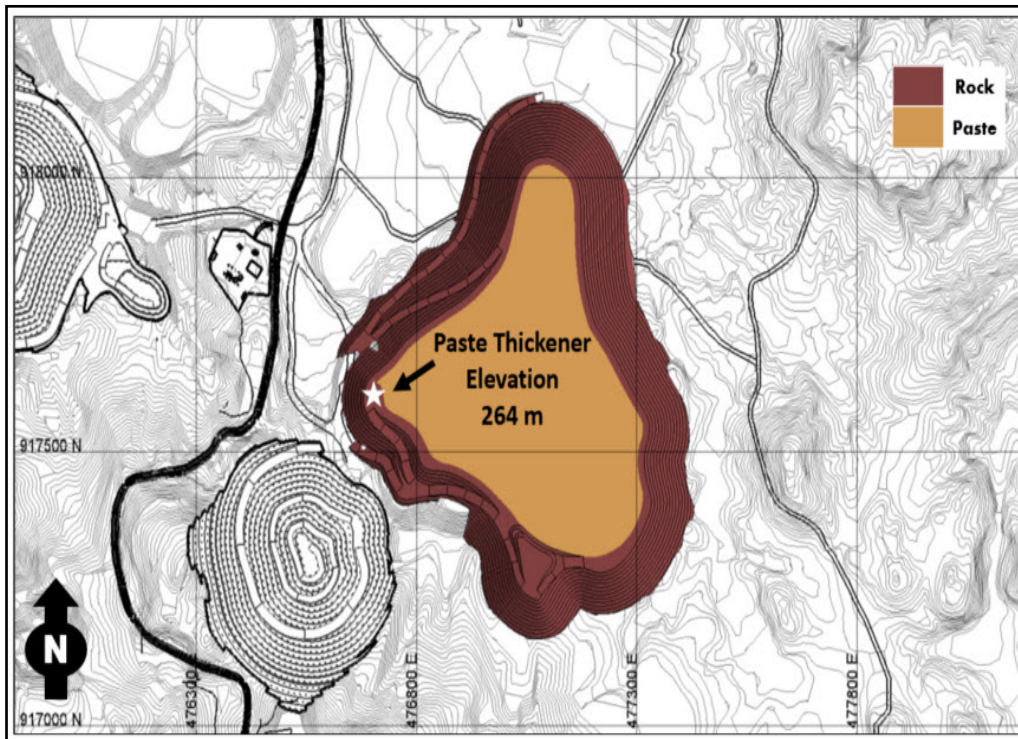 Rock
Paste
918000 N
Paste Thickener
Elevation
264 m
917500 N
N
917000 N
476300
476800 E
477300 E
477800 E